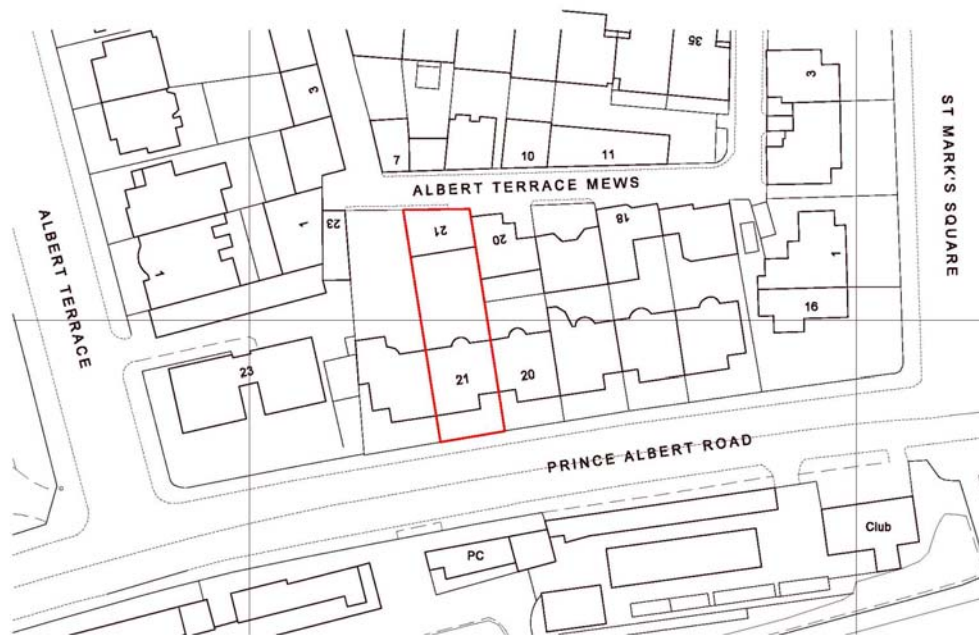 35
3
3
7
10
11
ALBERT TERRACE MEWS
ST MARK'S SQUARE
ALBERT TERRACE
1
1
23
21
20
18
1
16
23
21
20
PRINCE ALBERT ROAD
PC
Club